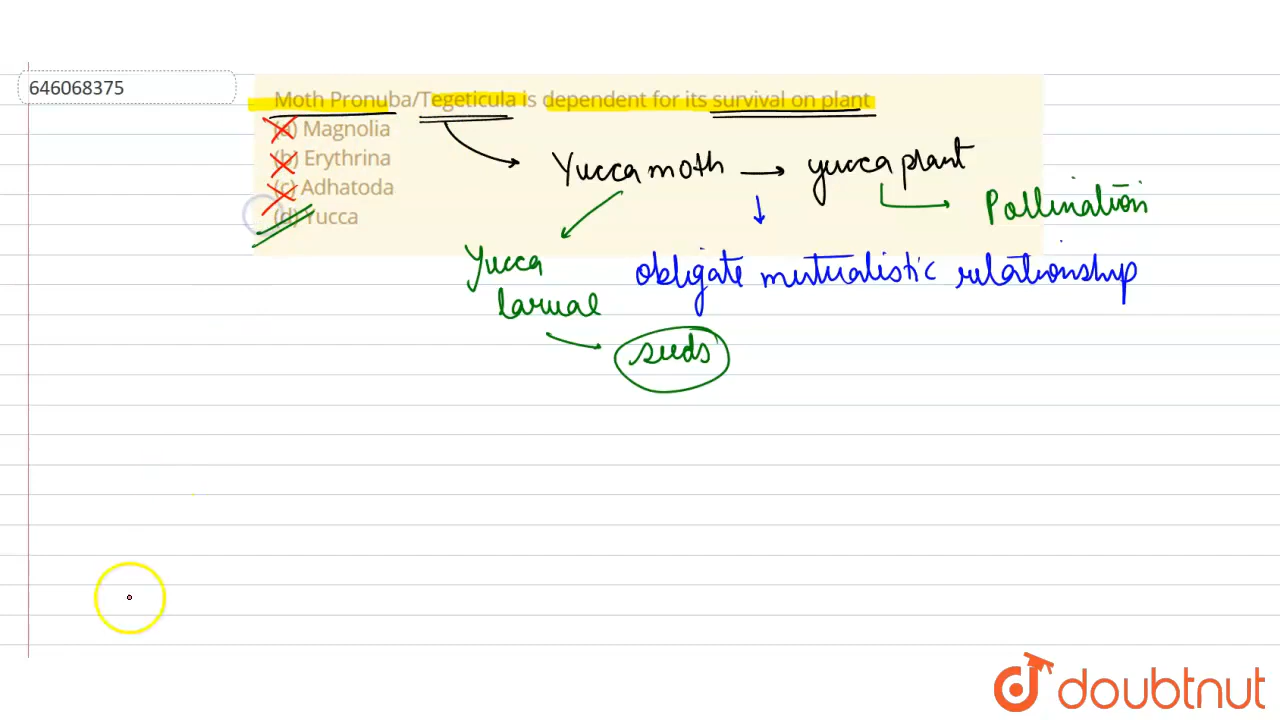 646068375
Moth Pronuba/Tegeticula is dependent for its survival on plant
(a) Magnolia
(b) Erythrina
(c) Adhatoda
(d) Yucca
Yucca moth → yucca plant
Pollination
Yucca larual
obligate mutualistic relationship
seeds
doubtnut